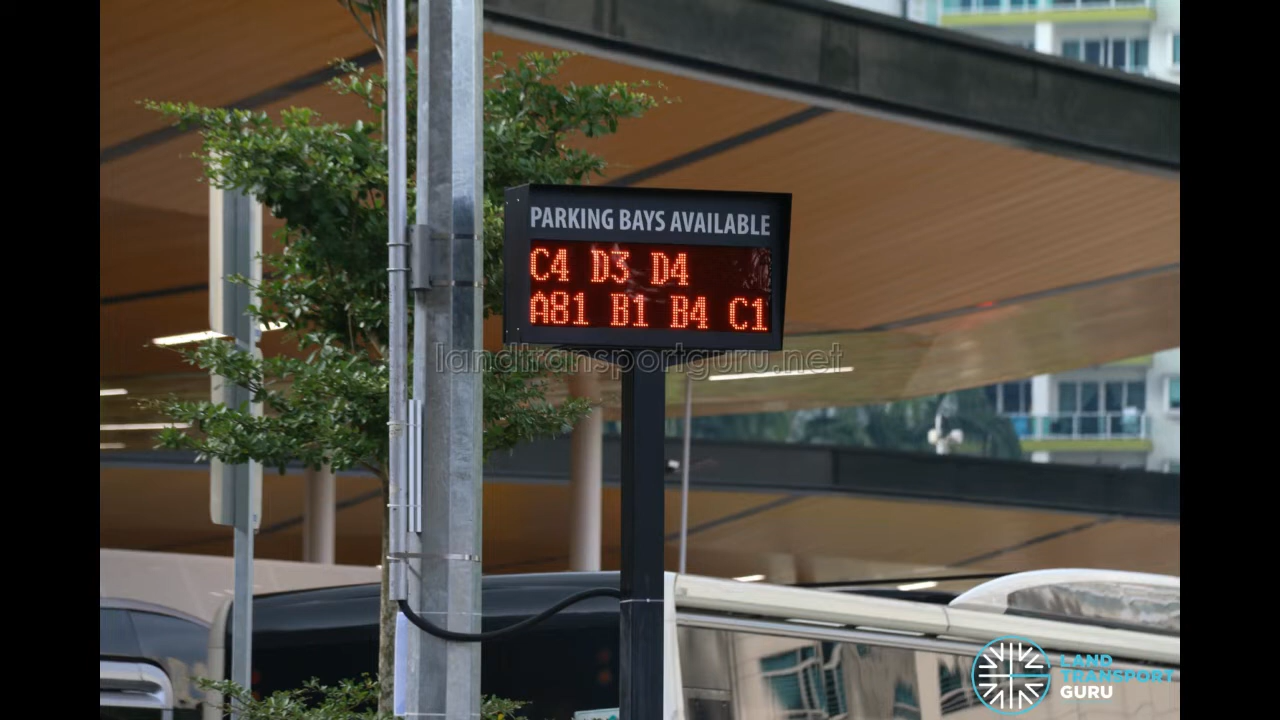 PARKING BAYS AVAILABLE
C4 D3 D4
A81 B1 B4 C1
landtransportguru.net
LAND
TRANSPORT
GURU